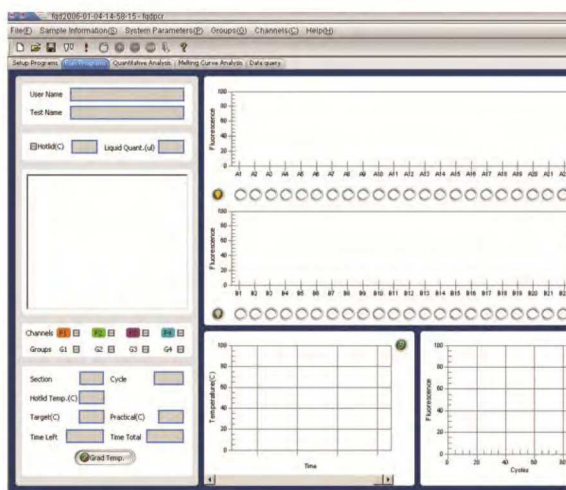 fqd2006-01-04-14-58-15 - fqdpcr
File(F) Sample Information(S) System Parameters(P) Groups(G) Channels(C) Help(H)
Setup Programs Run Programs Quantitative Analysis Melting Curve Analysis Data query
User Name
Test Name
Hotlid(C) Liquid Quant.(ul)
Channels F1 F2 F3 F4
Groups G1 G2 G3 G4
Section Cycle
Hotlid Temp.(C)
Target(C) Practical(C)
Time Left Time Total
Grad Temp.
Fluorescence
100
80
60
40
20
0
A1 A2 A3 A4 A5 A6 A7 A8 A9 A10 A11 A12 A13 A14 A15 A16 A17 A18 A19 A20 A21
Fluorescence
100
80
60
40
20
0
B1 B2 B3 B4 B5 B6 B7 B8 B9 B10 B11 B12 B13 B14 B15 B16 B17 B18 B19 B20 B21
Temperature(C)
100
80
60
40
20
0
Time
Fluorescence
100
80
60
40
20
0
0 20 40 60
Cycles